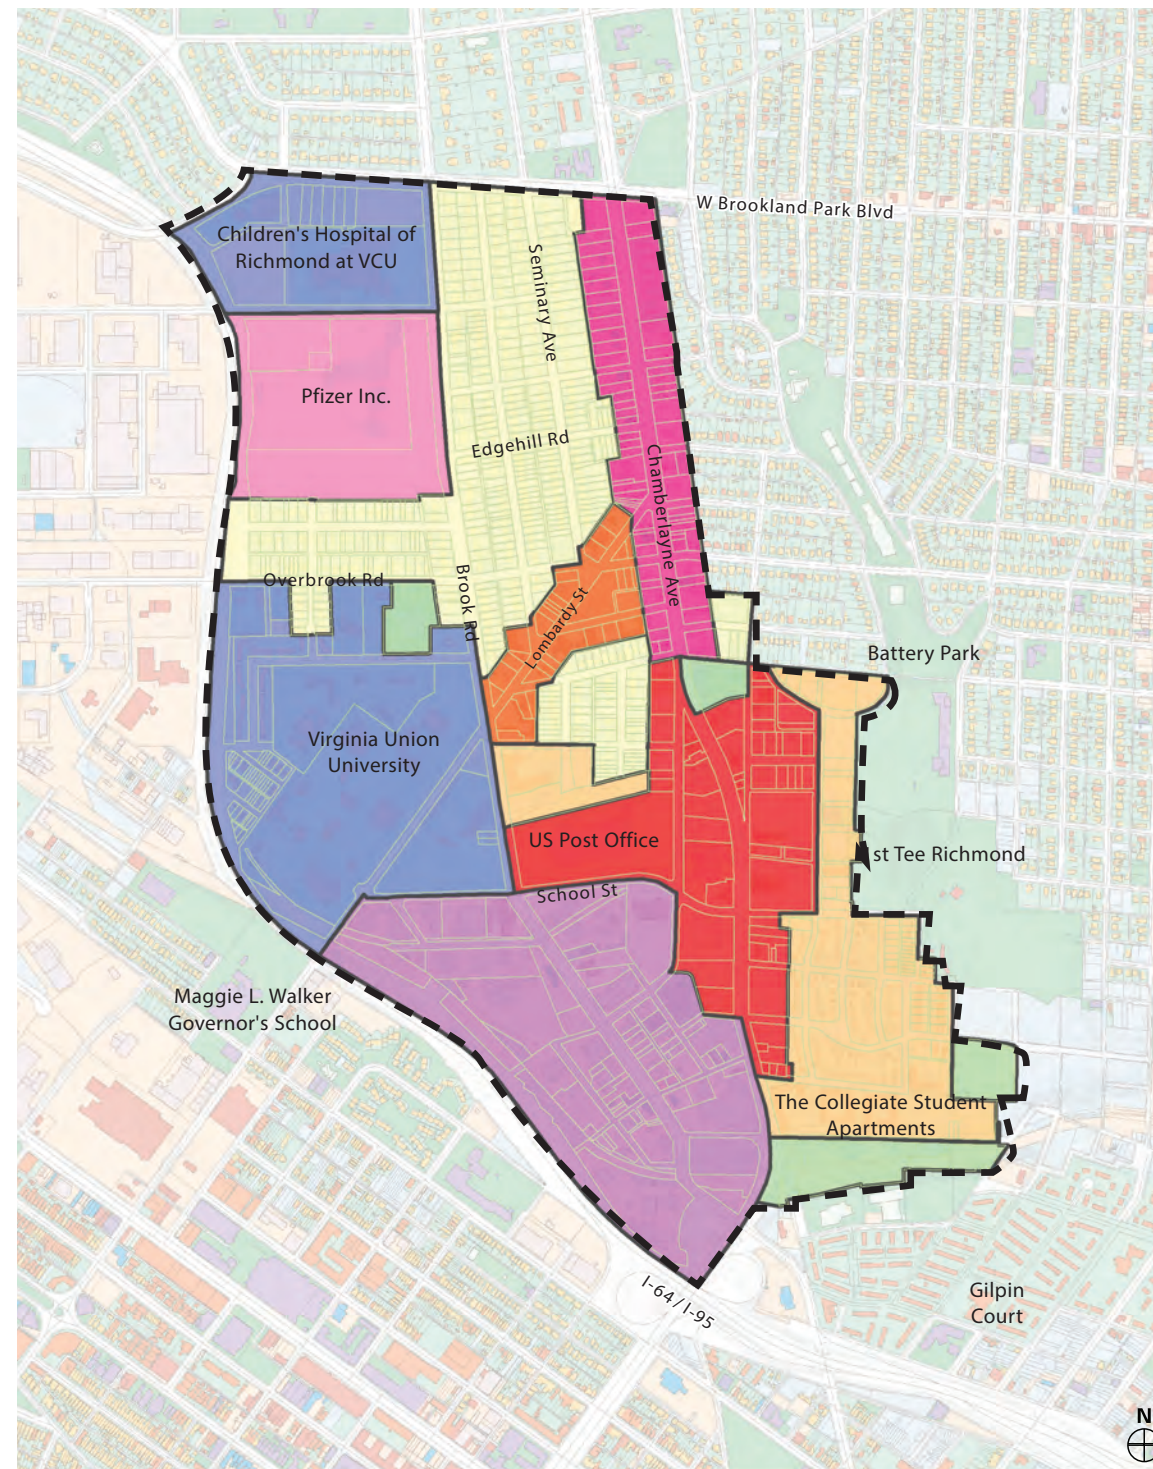 W Brookland Park Blvd
Children's Hospital of
Richmond at VCU
Seminary Ave
Pfizer Inc.
Edgehill Rd
Chamberlayne Ave
Overbrook Rd
Brook Rd
Lombardy St
Battery Park
Virginia Union
University
US Post Office
1st Tee Richmond
School St
Maggie L. Walker
Governor's School
The Collegiate Student
Apartments
I-64 / I-95
Gilpin
Court
N